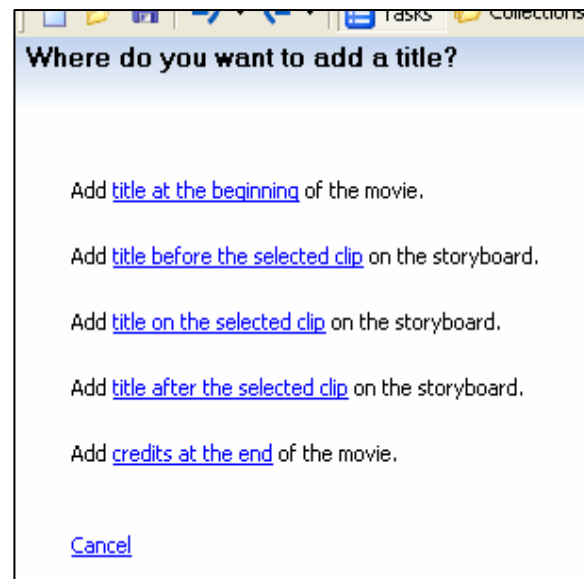 Tasks Collections
Where do you want to add a title?
Add title at the beginning of the movie.
Add title before the selected clip on the storyboard.
Add title on the selected clip on the storyboard.
Add title after the selected clip on the storyboard.
Add credits at the end of the movie.
Cancel